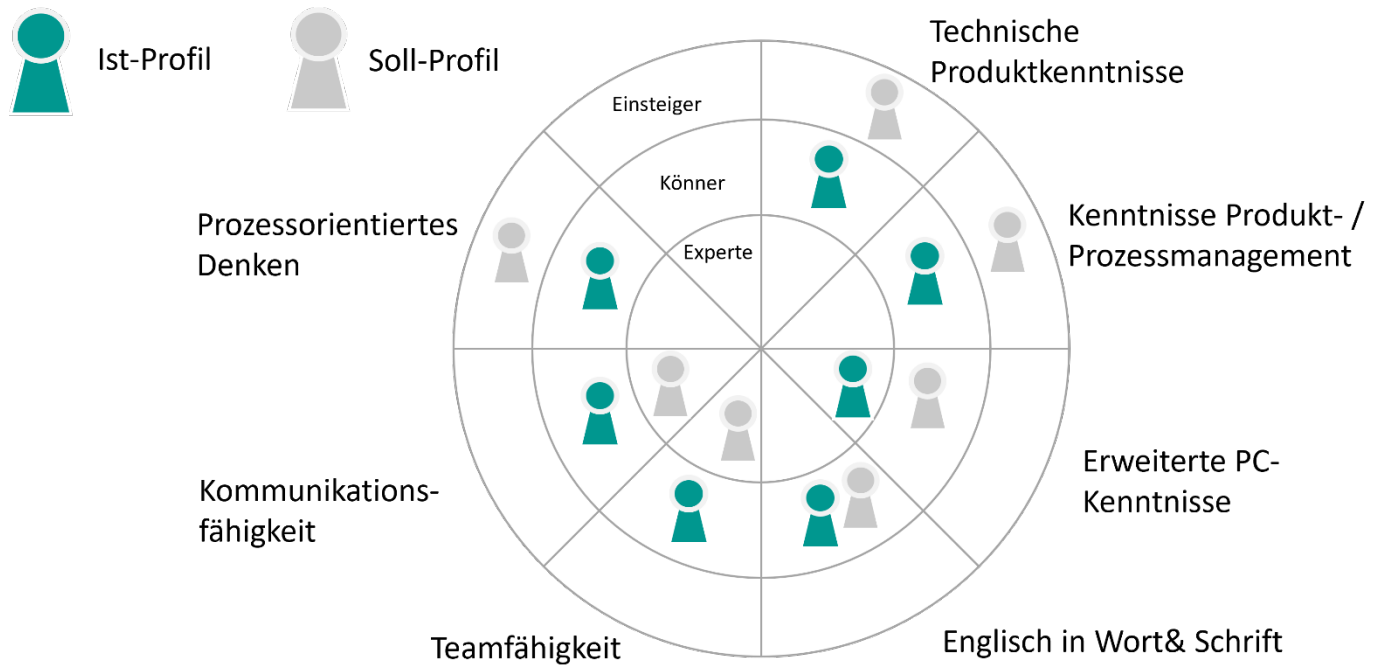 Ist-Profil
Soll-Profil
Technische
Produktkenntnisse
Einsteiger
Könner
Experte
Prozessorientiertes
Denken
Kenntnisse Produkt- /
Prozessmanagement
Kommunikations-
fähigkeit
Erweiterte PC-
Kenntnisse
Teamfähigkeit
Englisch in Wort& Schrift